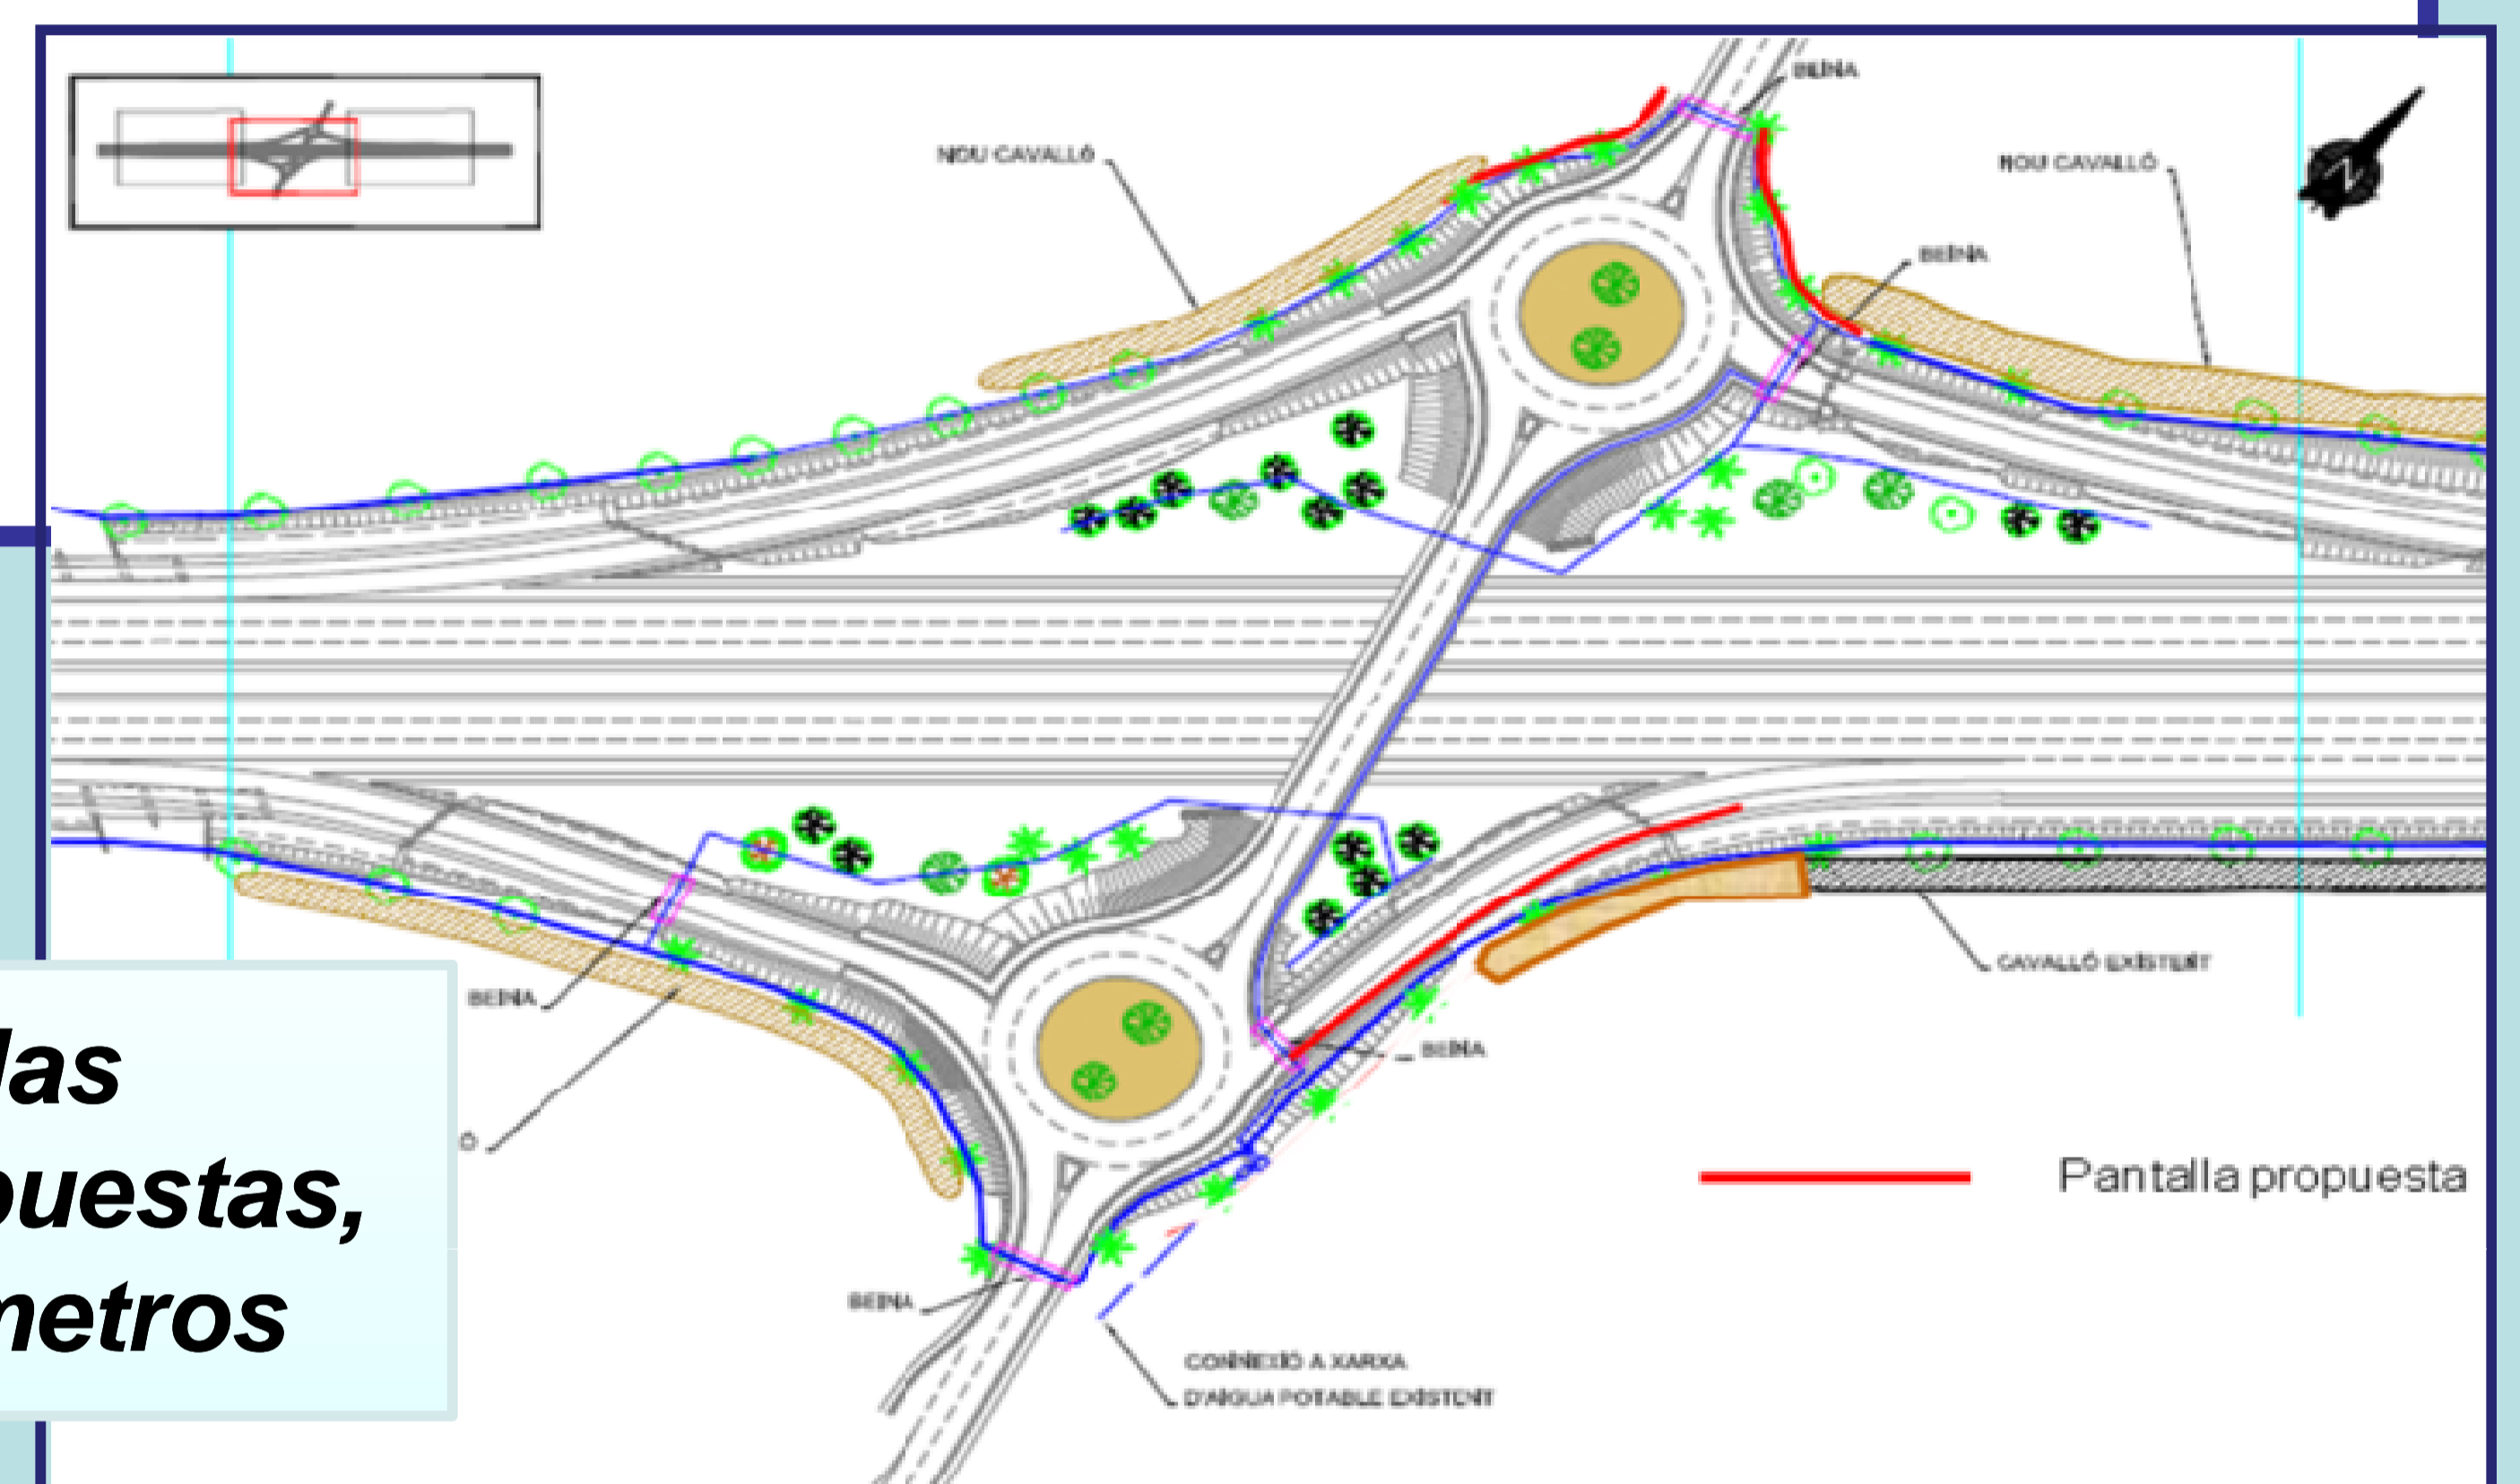 BEINA
NOU CAVALLÓ
NOU CAVALLÓ
BEINA
CAVALLÓ EXISTENT
BEINA
BEINA
Ó
BEINA
CONNEXIÓ A XARXA
D'AIGUA POTABLE EXISTENT
Pantalla propuesta
las
puestas,
metros